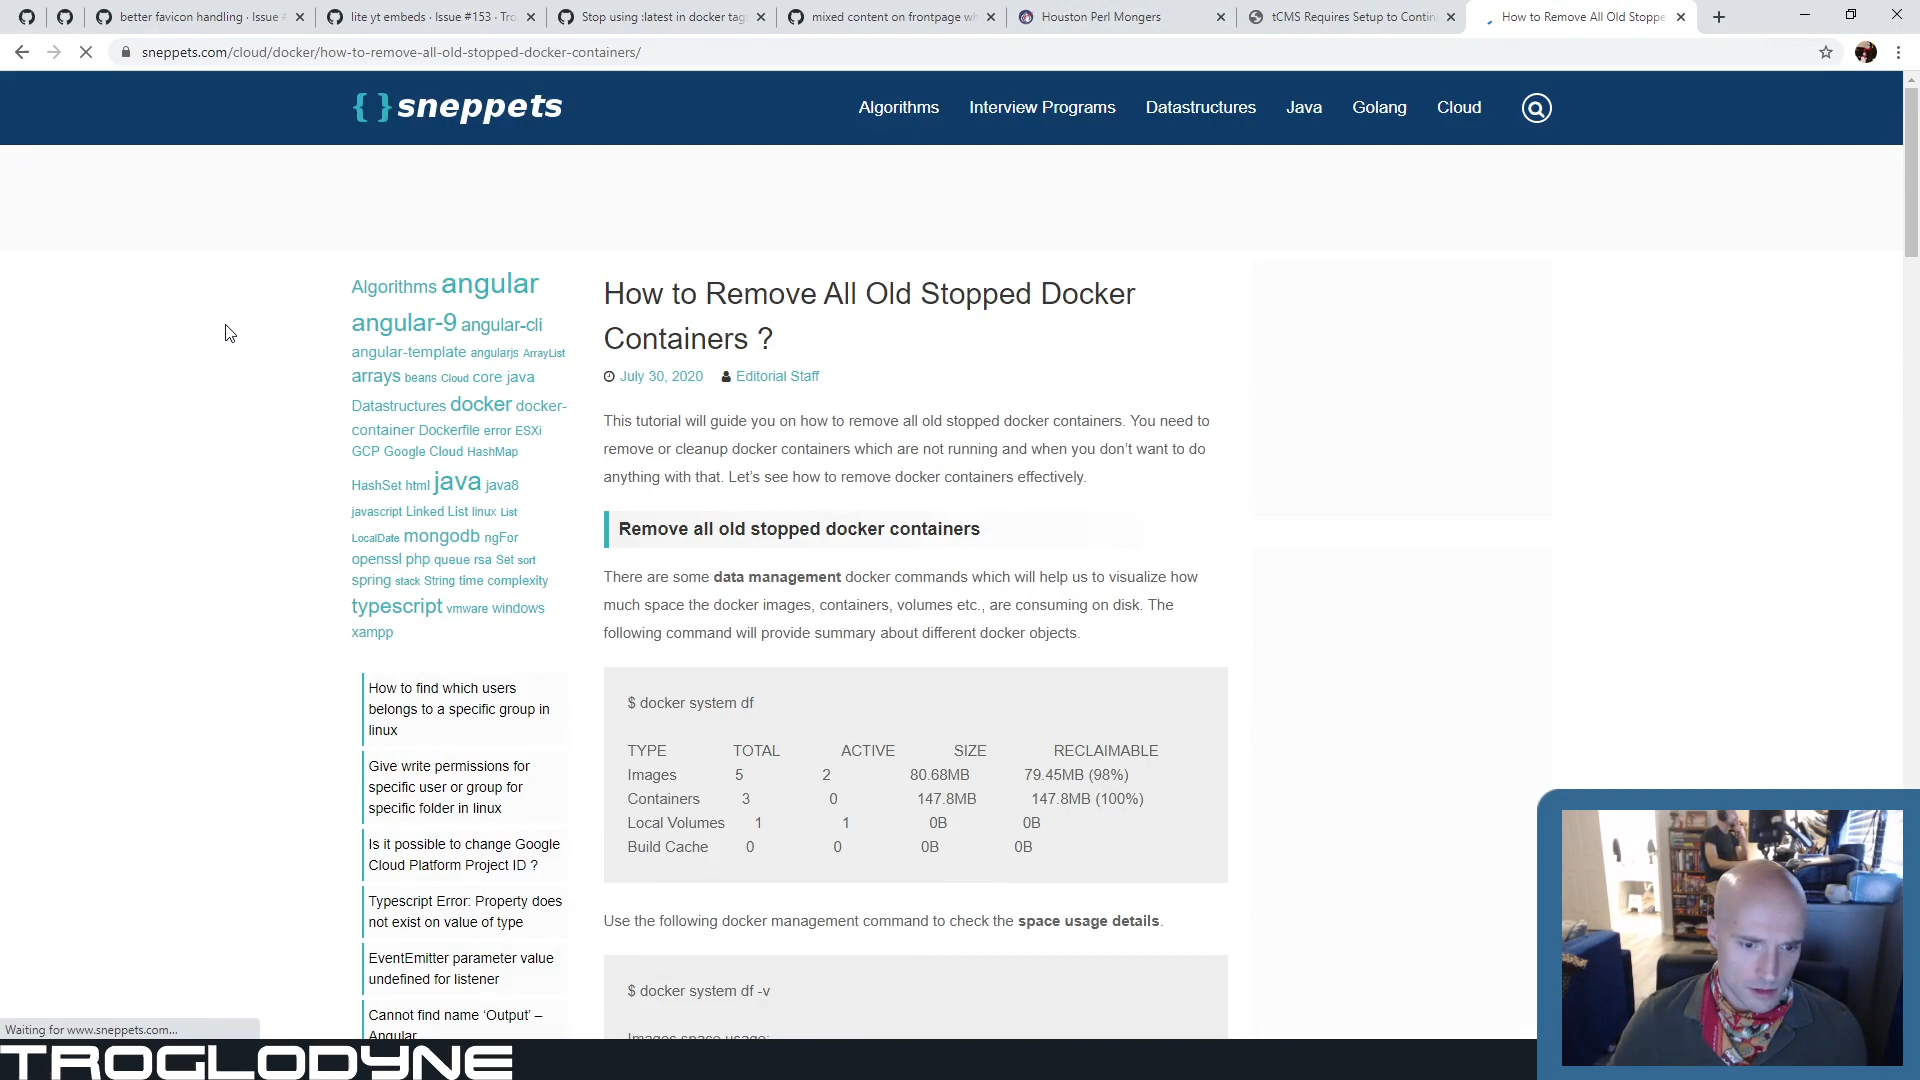 better favicon handling · Issue #
lite yt embeds · Issue #153 · Tro
Stop using :latest in docker tag
mixed content on frontpage wh
Houston Perl Mongers
tCMS Requires Setup to Contin
How to Remove All Old Stoppe
sneppets.com/cloud/docker/how-to-remove-all-old-stopped-docker-containers/
{ } sneppets
Algorithms
Interview Programs
Datastructures
Java
Golang
Cloud
Algorithms angular
angular-9 angular-cli
angular-template angularjs ArrayList
arrays beans Cloud core java
Datastructures docker docker-
container Dockerfile error ESXi
GCP Google Cloud HashMap
HashSet html java java8
javascript Linked List linux List
LocalDate mongodb ngFor
openssl php queue rsa Set sort
spring stack String time complexity
typescript vmware windows
xampp
How to find which users
belongs to a specific group in
linux
Give write permissions for
specific user or group for
specific folder in linux
Is it possible to change Google
Cloud Platform Project ID ?
Typescript Error: Property does
not exist on value of type
EventEmitter parameter value
undefined for listener
Cannot find name ‘Output’ –
Angular
How to Remove All Old Stopped Docker
Containers ?
July 30, 2020 Editorial Staff
This tutorial will guide you on how to remove all old stopped docker containers. You need to
remove or cleanup docker containers which are not running and when you don’t want to do
anything with that. Let’s see how to remove docker containers effectively.
Remove all old stopped docker containers
There are some data management docker commands which will help us to visualize how
much space the docker images, containers, volumes etc., are consuming on disk. The
following command will provide summary about different docker objects.
$ docker system df
TYPE TOTAL ACTIVE SIZE RECLAIMABLE
Images 5 2 80.68MB 79.45MB (98%)
Containers 3 0 147.8MB 147.8MB (100%)
Local Volumes 1 1 0B 0B
Build Cache 0 0 0B 0B
Use the following docker management command to check the space usage details.
$ docker system df -v
Images space usage:
Waiting for www.sneppets.com...
TROGLODYNE